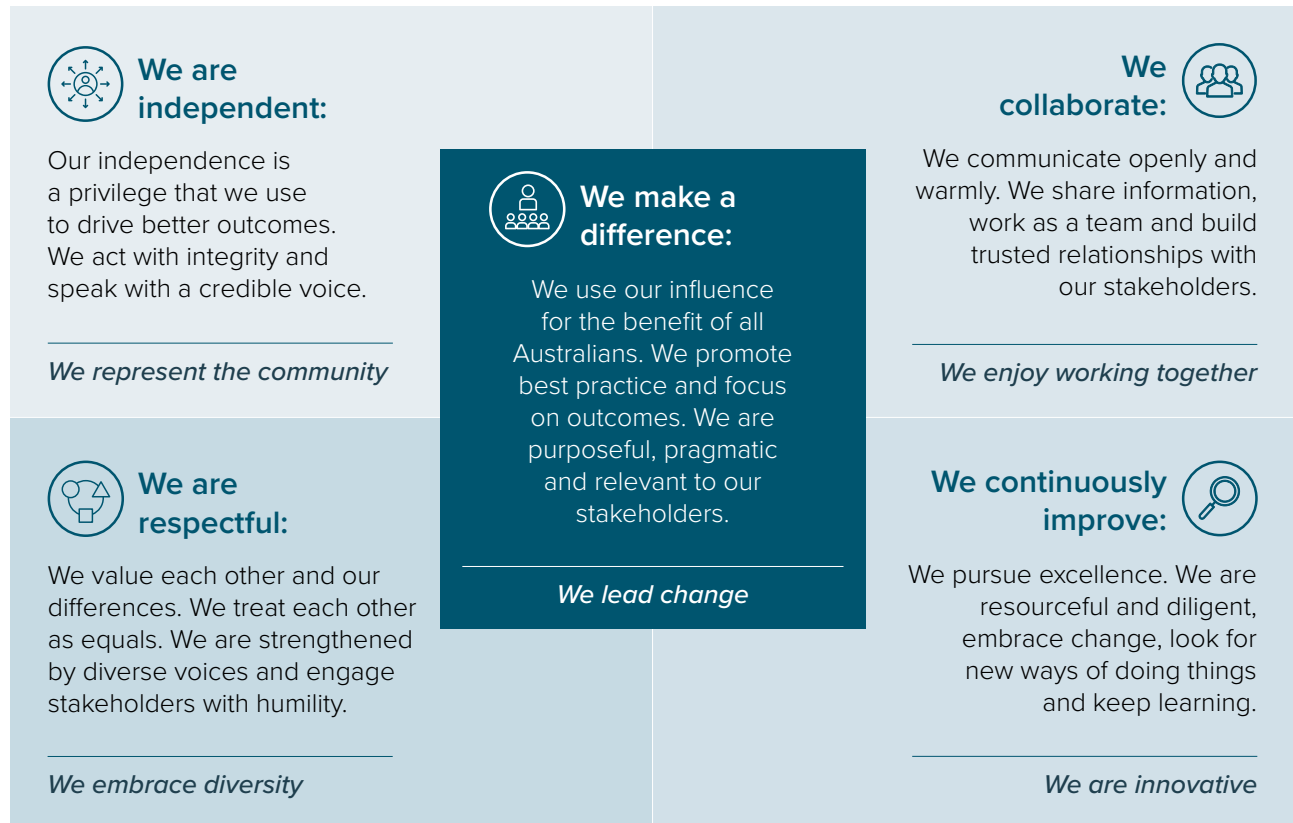 We are
independent:
Our independence is
a privilege that we use
to drive better outcomes.
We act with integrity and
speak with a credible voice.
We represent the community
We
collaborate:
We communicate openly and
warmly. We share information,
work as a team and build
trusted relationships with
our stakeholders.
We enjoy working together
We make a
difference:
We use our influence
for the benefit of all
Australians. We promote
best practice and focus
on outcomes. We are
purposeful, pragmatic
and relevant to our
stakeholders.
We lead change
We are
respectful:
We value each other and our
differences. We treat each other
as equals. We are strengthened
by diverse voices and engage
stakeholders with humility.
We embrace diversity
We continuously
improve:
We pursue excellence. We are
resourceful and diligent,
embrace change, look for
new ways of doing things
and keep learning.
We are innovative